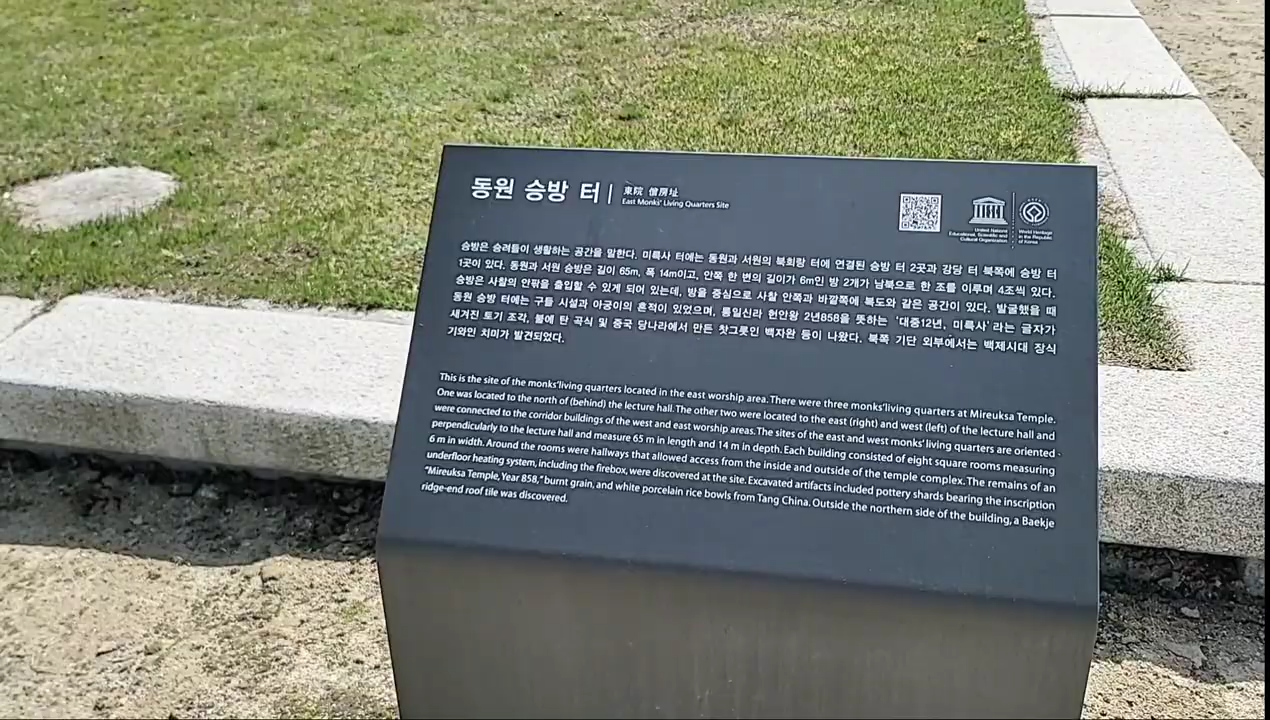 동원 승방 터
東院 僧房址
East Monks' Living Quarters Site
United Nations
Educational, Scientific and
Cultural Organization
World Heritage
in the Republic
of Korea
승방은 승려들이 생활하는 공간을 말한다. 미륵사 터에는 동원과 서원의 북회랑 터에 연결된 승방 터 2곳과 강당 터 북쪽에 승방 터
1곳이 있다. 동원과 서원 승방은 길이 65m, 폭 14m이고, 안쪽 한 변의 길이가 6m인 방 2개가 남북으로 한 조를 이루며 4조씩 있다.
승방은 사찰의 안팎을 출입할 수 있게 되어 있는데, 방을 중심으로 사찰 안쪽과 바깥쪽에 복도와 같은 공간이 있다. 발굴했을 때
동원 승방 터에는 구들 시설과 아궁이의 흔적이 있었으며, 통일신라 헌안왕 2년858을 뜻하는 '대중12년, 미륵사' 라는 글자가
새겨진 토기 조각, 불에 탄 곡식 및 중국 당나라에서 만든 찻그릇인 백자완 등이 나왔다. 북쪽 기단 외부에서는 백제시대 장식
기와인 치미가 발견되었다.
This is the site of the monks'living quarters located in the east worship area. There were three monks'living quarters at Mireuksa Temple.
One was located to the north of (behind) the lecture hall. The other two were located to the east (right) and west (left) of the lecture hall and
were connected to the corridor buildings of the west and east worship areas. The sites of the east and west monks' living quarters are oriented
perpendicularly to the lecture hall and measure 65 m in length and 14 m in depth. Each building consisted of eight square rooms measuring
6 m in width. Around the rooms were hallways that allowed access from the inside and outside of the temple complex. The remains of an
underfloor heating system, including the firebox, were discovered at the site. Excavated artifacts included pottery shards bearing the inscription
"Mireuksa Temple, Year 858," burnt grain, and white porcelain rice bowls from Tang China. Outside the northern side of the building, a Baekje
ridge-end roof tile was discovered.